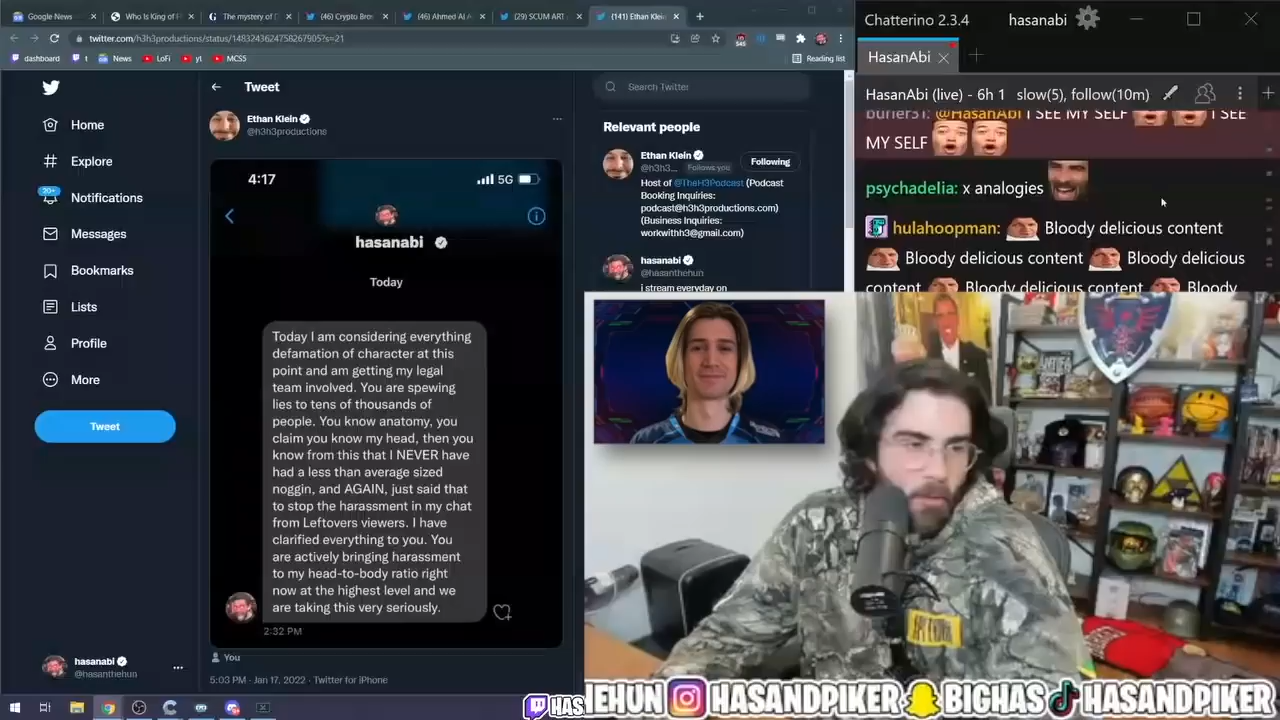 Google News
Who Is King of F
The mystery of D
(46) Cryptu Bro
(46) Ahmed Al A
(29) SCUM ART
(141) Ethan Klein
twitter.com/h3h3productions/status/1483243624758267905?s=21
dashboard
t
News
LoFi
yt
MCSS
Reading list
Home
Explore
20+
Notifications
Messages
Bookmarks
Lists
Profile
More
Tweet
hasanabi
@hasanthehun
Tweet
Ethan Klein
@h3h3productions
4:17
5G
hasanabi
Today
Today I am considering everything
defamation of character at this
point and am getting my legal
team involved. You are spewing
lies to tens of thousands of
people. You know anatomy, you
claim you know my head, then you
know from this that I NEVER have
had a less than average sized
noggin, and AGAIN, just said that
to stop the harassment in my chat
from Leftovers viewers. I have
clarified everything to you. You
are actively bringing harassment
to my head-to-body ratio right
now at the highest level and we
are taking this very seriously.
2:32 PM
You
5:03 PM · Jan 17, 2022 · Twitter for iPhone
Search Twitter
Relevant people
Ethan Klein
@h3h3... Follows you
Following
Host of @TheH3Podcast (Podcast
Booking Inquiries:
podcast@h3h3productions.com)
(Business Inquiries:
workwithh3@gmail.com)
hasanabi
@hasanthehun
i stream everyday on
Chatterino 2.3.4
hasanabi
HasanAbi
HasanAbi (live) - 6h 1 slow(5), follow(10m)
burier31: @HasanAbi I SEE MY SELF I SEE
MY SELF
psychadelia: x analogies
hulahoopman: Bloody delicious content
Bloody delicious content Bloody delicious
content Bloody delicious content Bloody
HAS
HEHUN HASANDPIKER BIGHAS HASANDPIKER